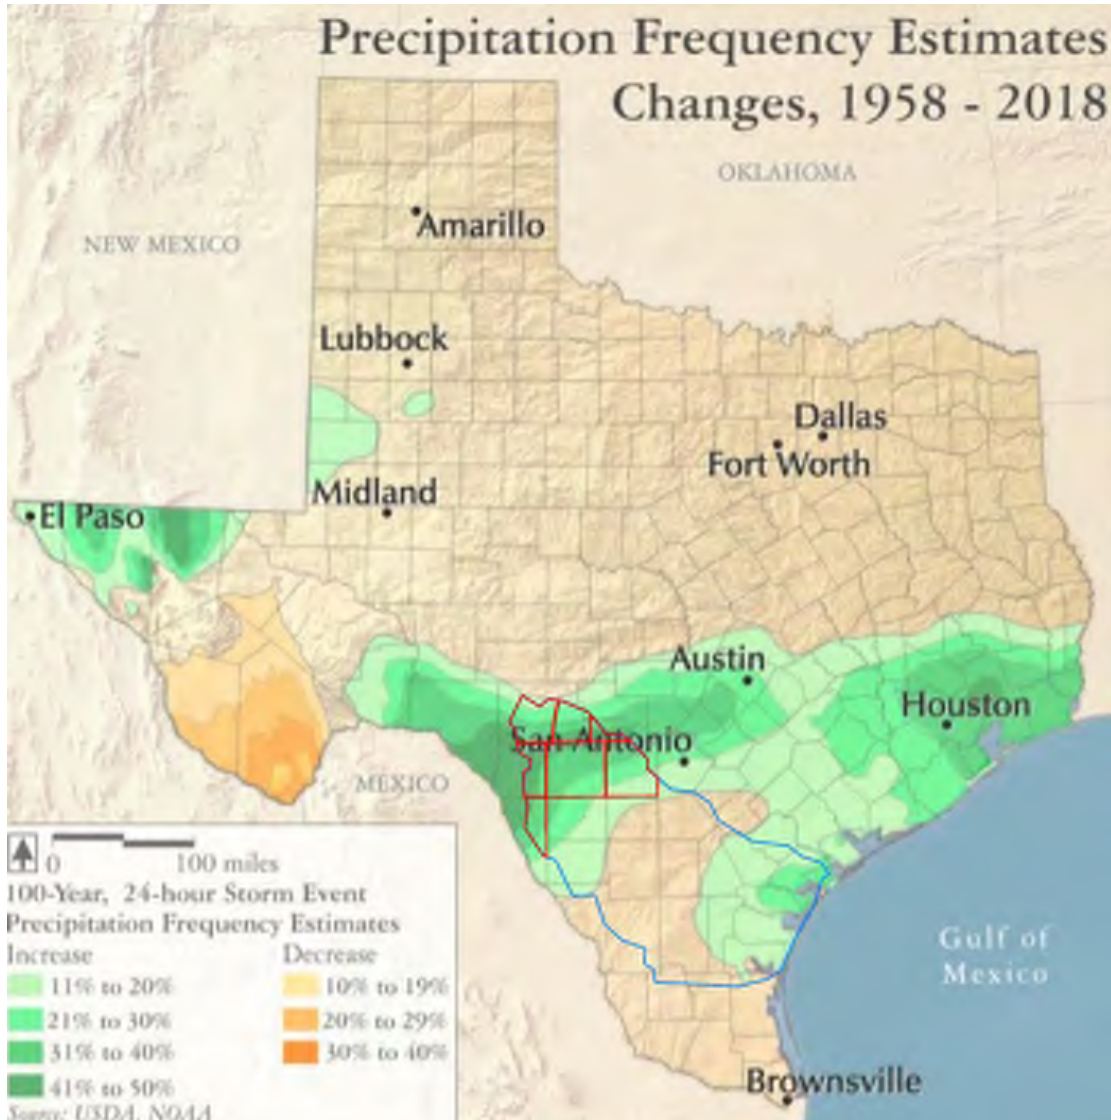 Precipitation Frequency Estimates
Changes, 1958 - 2018
OKLAHOMA
NEW MEXICO
Amarillo
Lubbock
Dallas
Fort Worth
Midland
El Paso
Austin
Houston
San Antonio
MEXICO
Gulf of
Mexico
Brownsville
0 100 miles
100-Year, 24-hour Storm Event
Precipitation Frequency Estimates
Increase
11% to 20%
21% to 30%
31% to 40%
41% to 50%
Decrease
10% to 19%
20% to 29%
30% to 40%
Source: USDA, NOAA